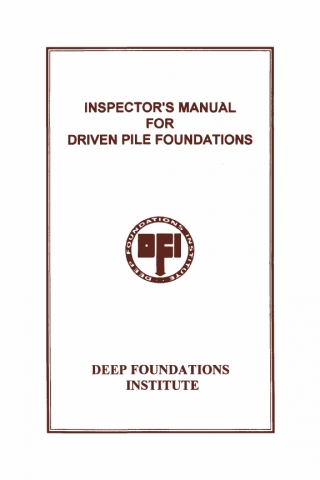 INSPECTOR'S MANUAL
FOR
DRIVEN PILE FOUNDATIONS
DEEP FOUNDATIONS INSTITUTE
DFI
DEEP FOUNDATIONS
INSTITUTE